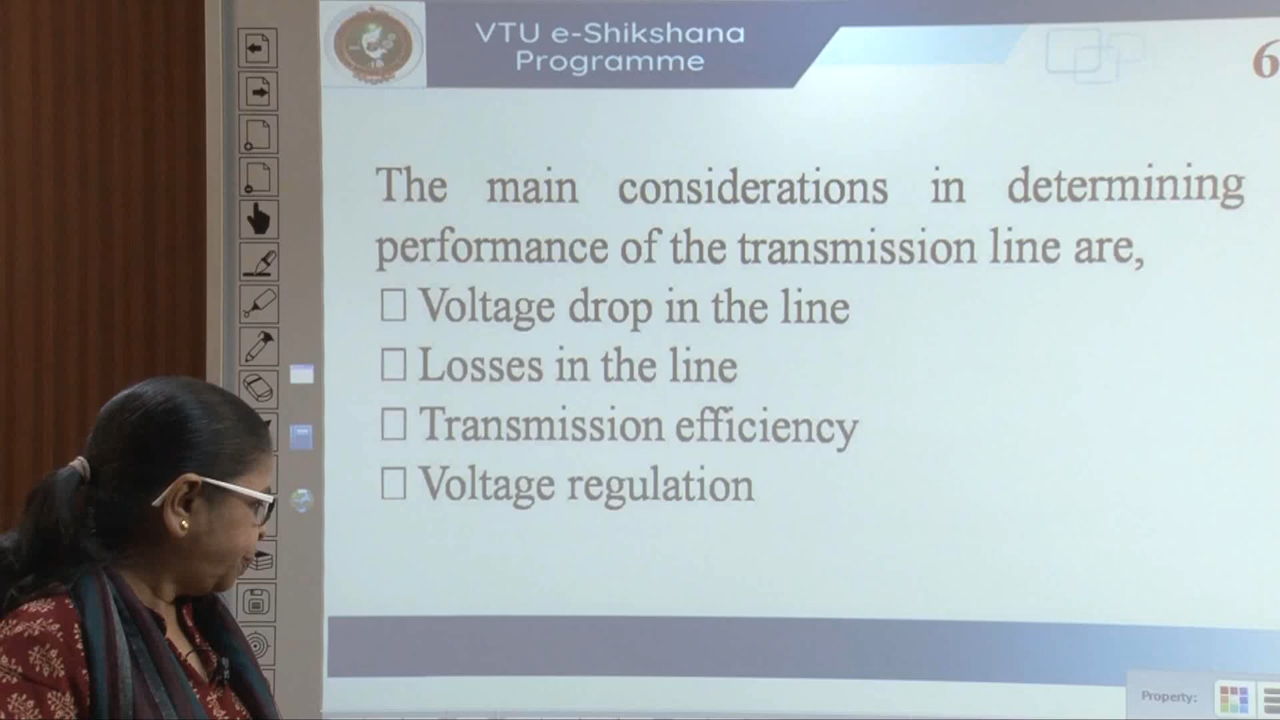 VTU e-Shikshana
Programme
6
The main considerations in determining
performance of the transmission line are,
Voltage drop in the line
Losses in the line
Transmission efficiency
Voltage regulation
Property: